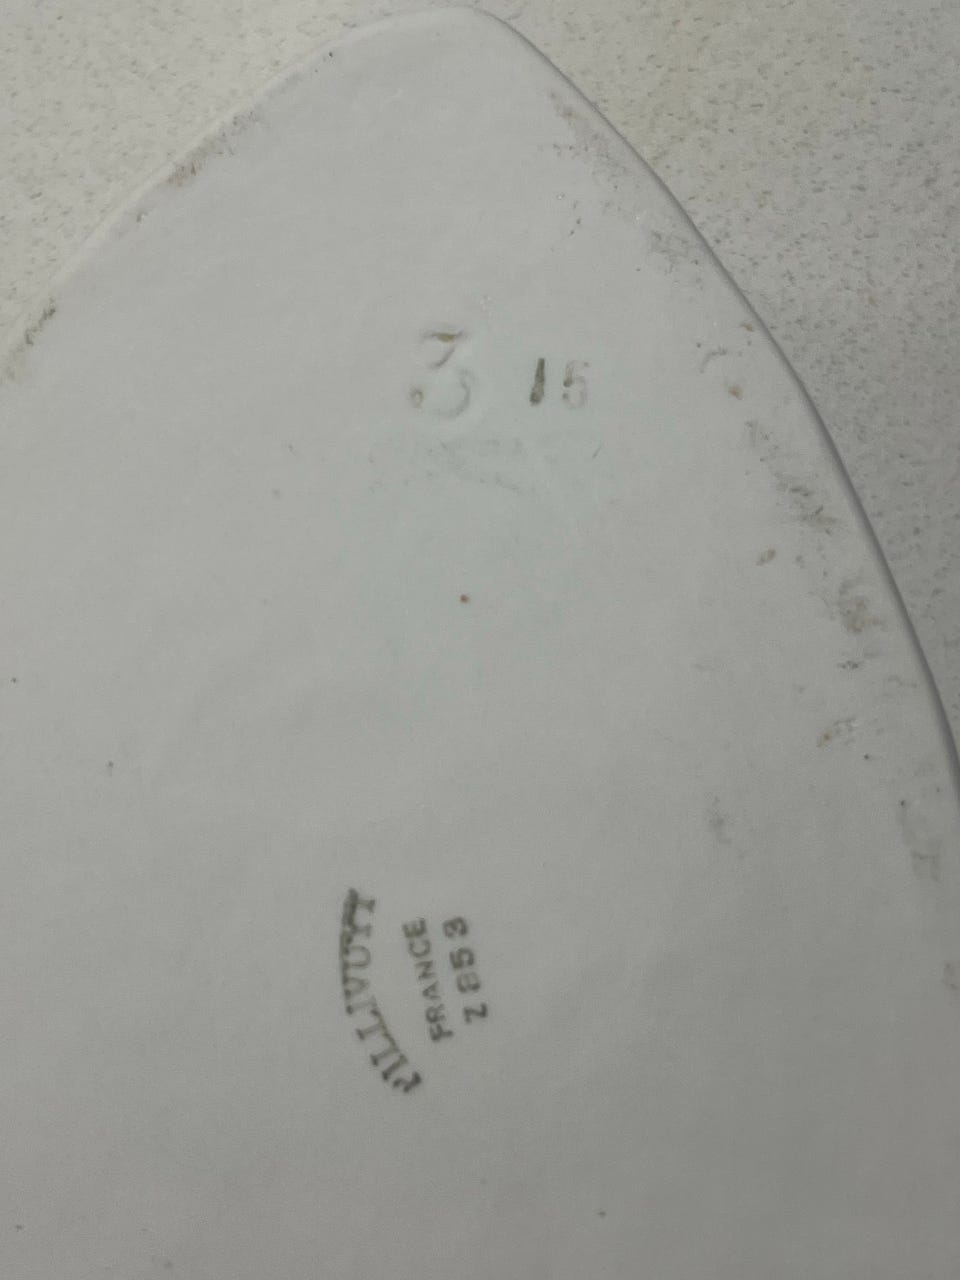 3 15
PILLIVUYT
FRANCE
Z 853